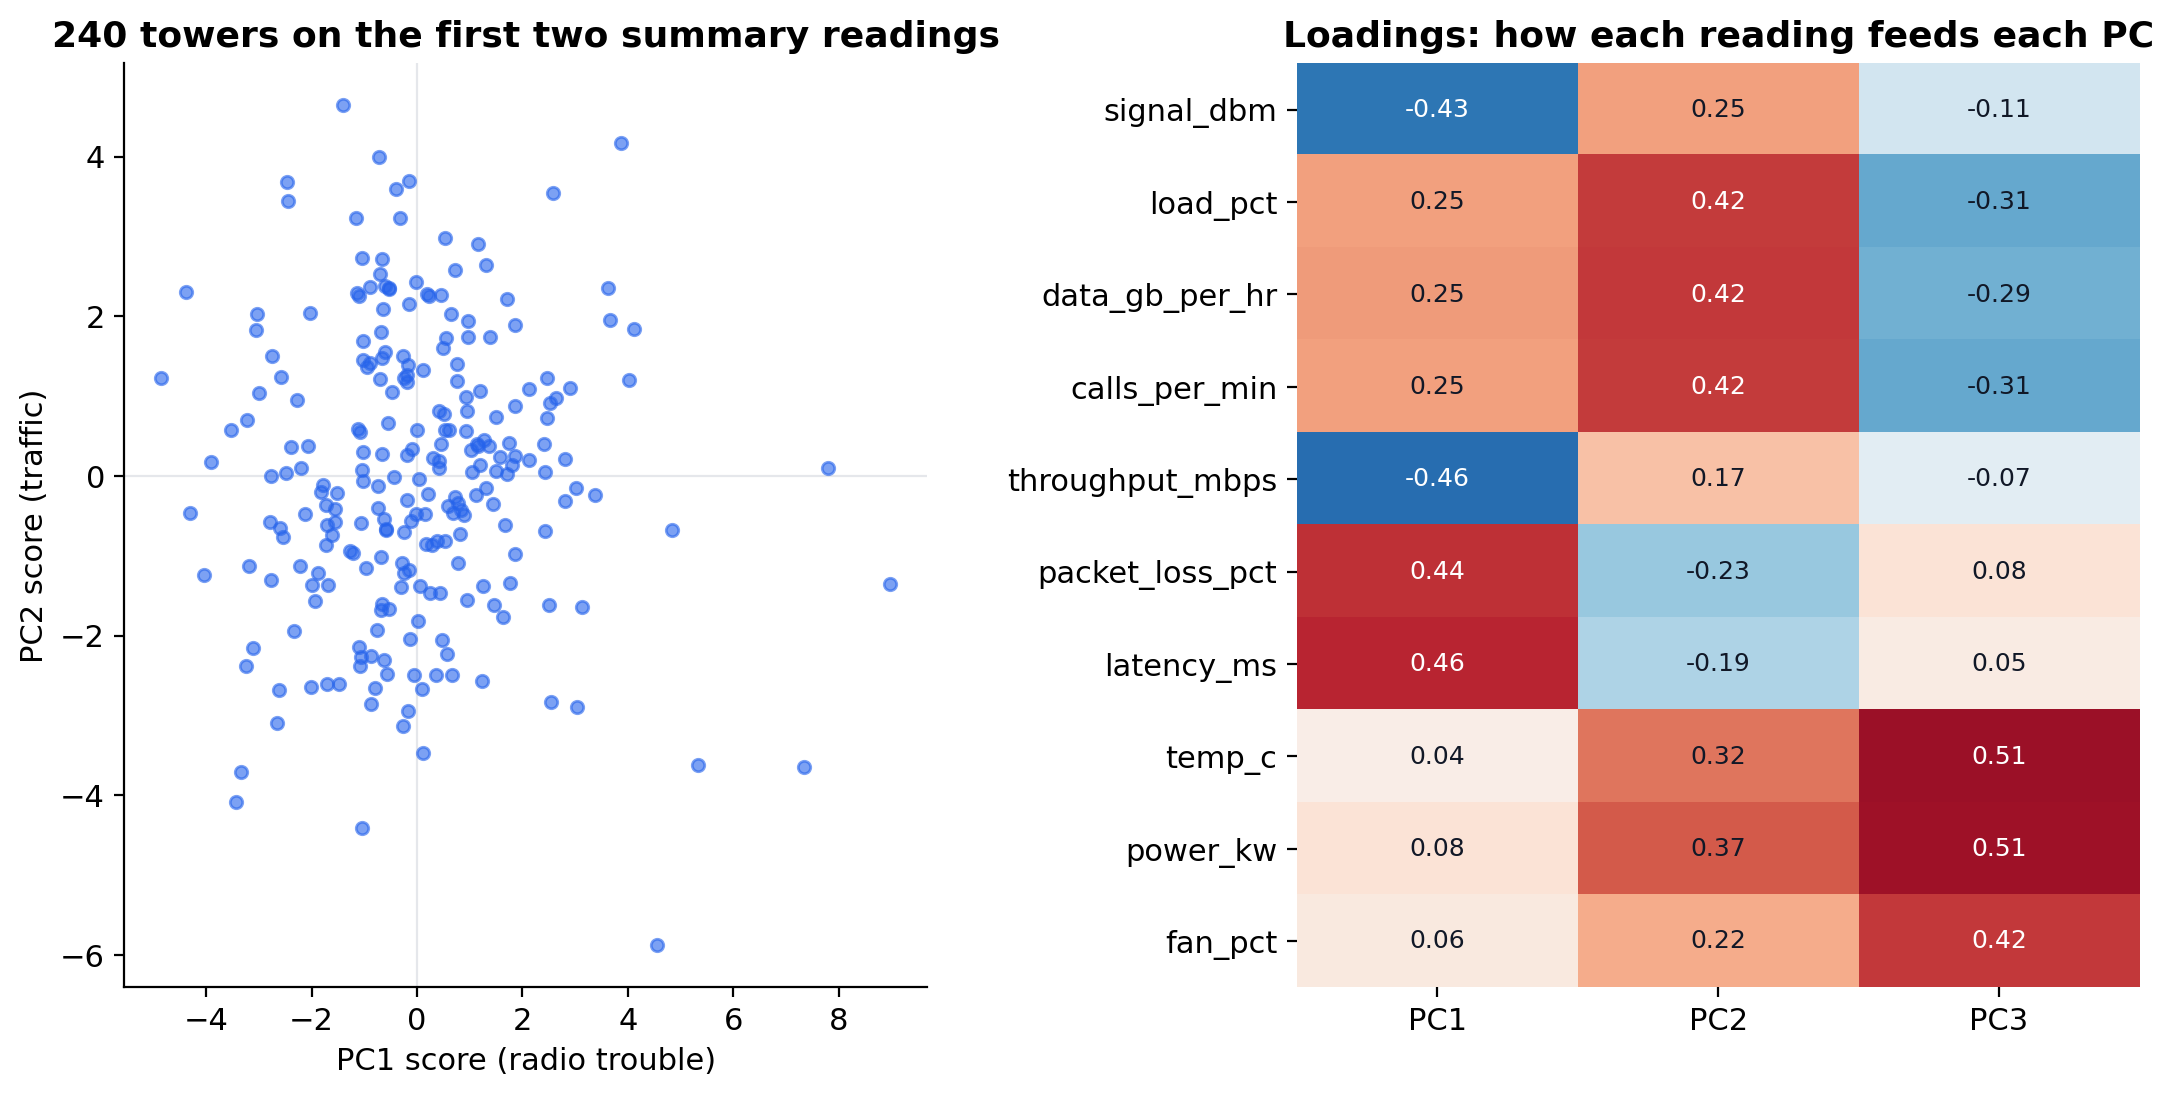 240 towers on the first two summary readings
4
2
0
−2
−4
−6
PC2 score (traffic)
−4 −2 0 2 4 6 8
PC1 score (radio trouble)
Loadings: how each reading feeds each PC
signal_dbm -0.43 0.25 -0.11
load_pct 0.25 0.42 -0.31
data_gb_per_hr 0.25 0.42 -0.29
calls_per_min 0.25 0.42 -0.31
throughput_mbps -0.46 0.17 -0.07
packet_loss_pct 0.44 -0.23 0.08
latency_ms 0.46 -0.19 0.05
temp_c 0.04 0.32 0.51
power_kw 0.08 0.37 0.51
fan_pct 0.06 0.22 0.42
PC1 PC2 PC3